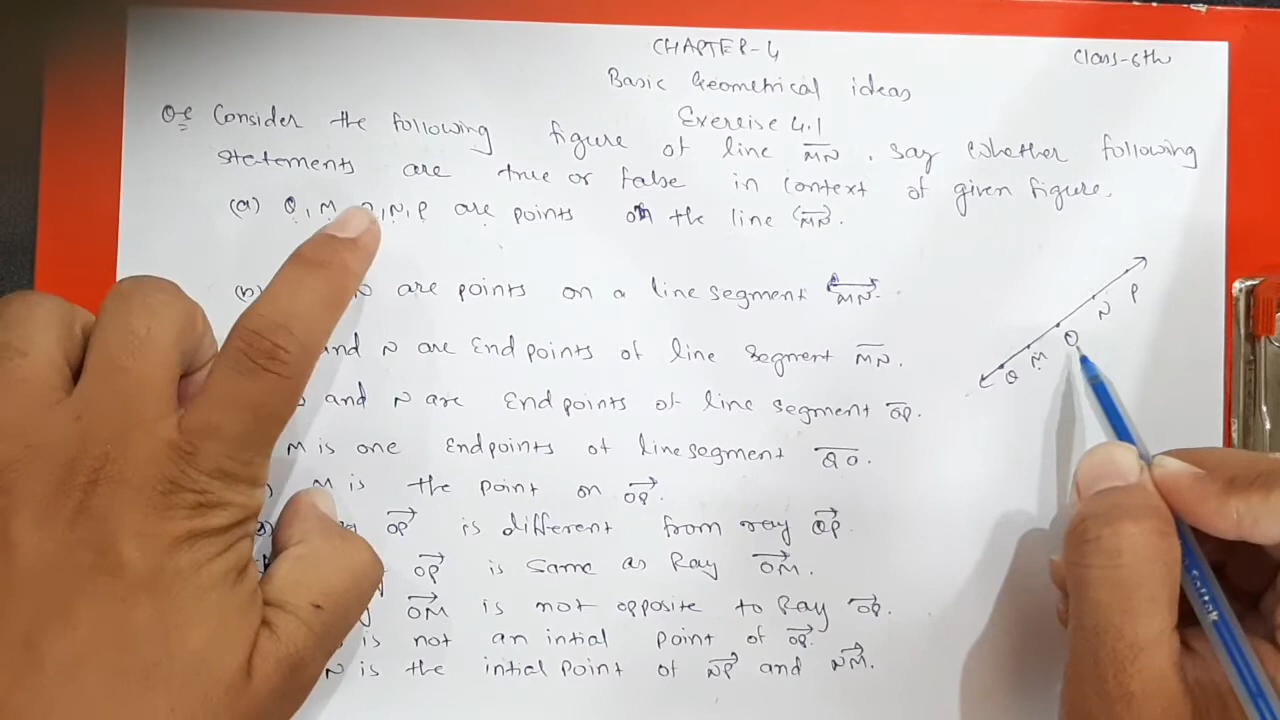 CHAPTER-4
Class-6th
Basic Geometrical ideas
Exercise 4.1
Consider the following figure of line MN. Say whether following
statements are true or false in context of given figure.
(a) Q, M, O, N, P are points on the line MN.
(b) are points on a line segment MN.
and N are End points of line segment MN.
and N are End points of line segment OP.
M is one Endpoints of linesegment QO.
M is the point on OP.
OP is different from ray QP.
OP is same as Ray OM.
OM is not opposite to Ray OP.
is not an intial point of OP.
N is the intial point of NP and NM.
Q M O N P